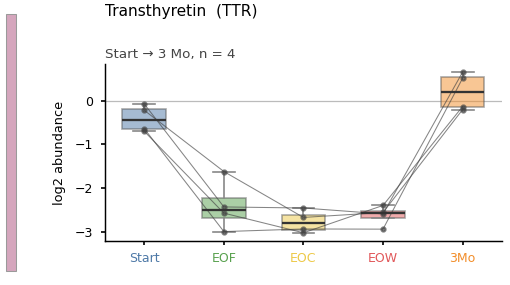 Transthyretin (TTR)
Start → 3 Mo, n = 4
log2 abundance
0
−1
−2
−3
Start EOF EOC EOW 3Mo